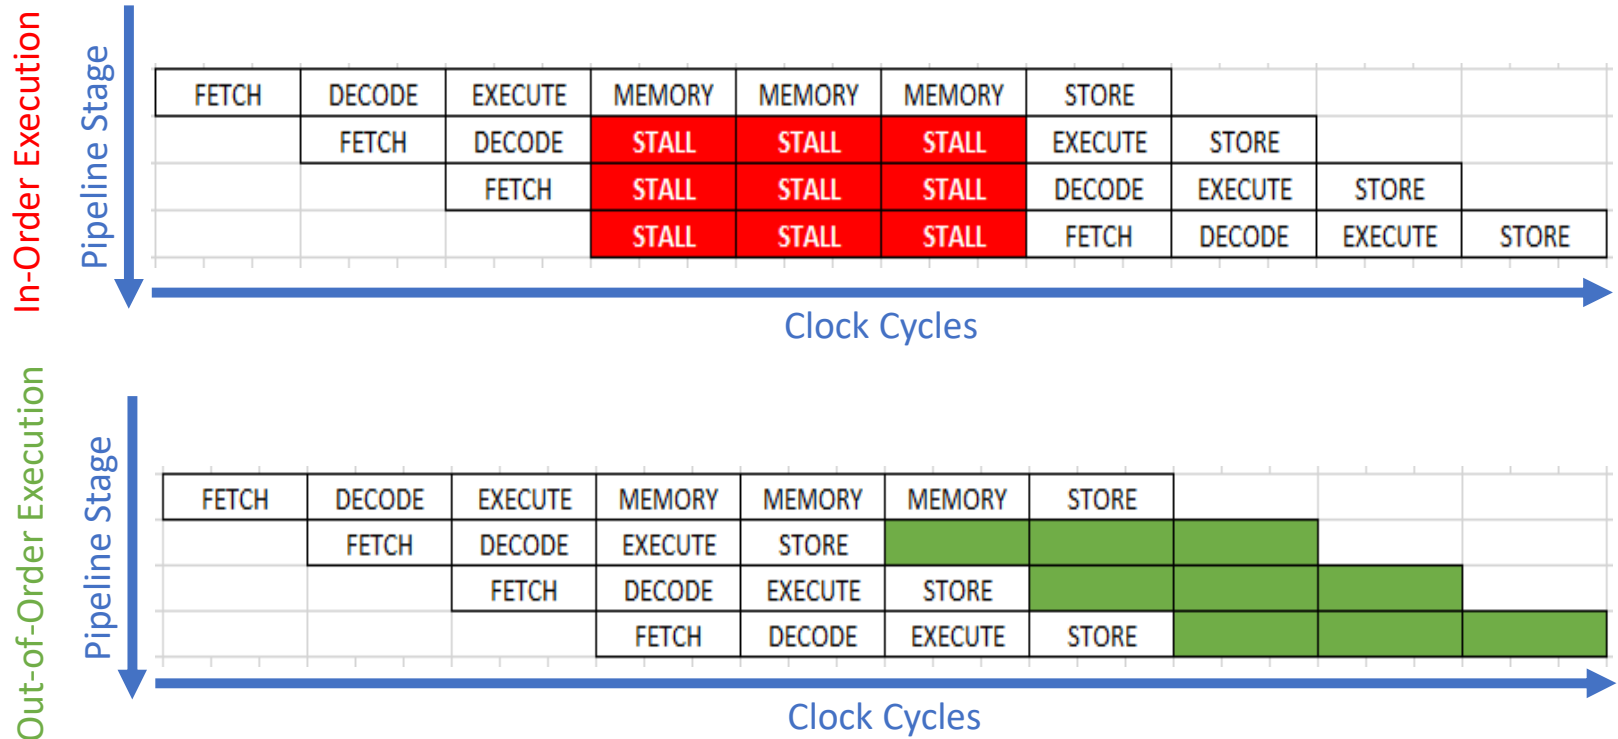 In-Order Execution
Pipeline Stage
FETCH DECODE EXECUTE MEMORY MEMORY MEMORY STORE
FETCH DECODE STALL STALL STALL EXECUTE STORE
FETCH STALL STALL STALL DECODE EXECUTE STORE
STALL STALL STALL FETCH DECODE EXECUTE STORE
Clock Cycles
Out-of-Order Execution
Pipeline Stage
FETCH DECODE EXECUTE MEMORY MEMORY MEMORY STORE
FETCH DECODE EXECUTE STORE
FETCH DECODE EXECUTE STORE
FETCH DECODE EXECUTE STORE
Clock Cycles